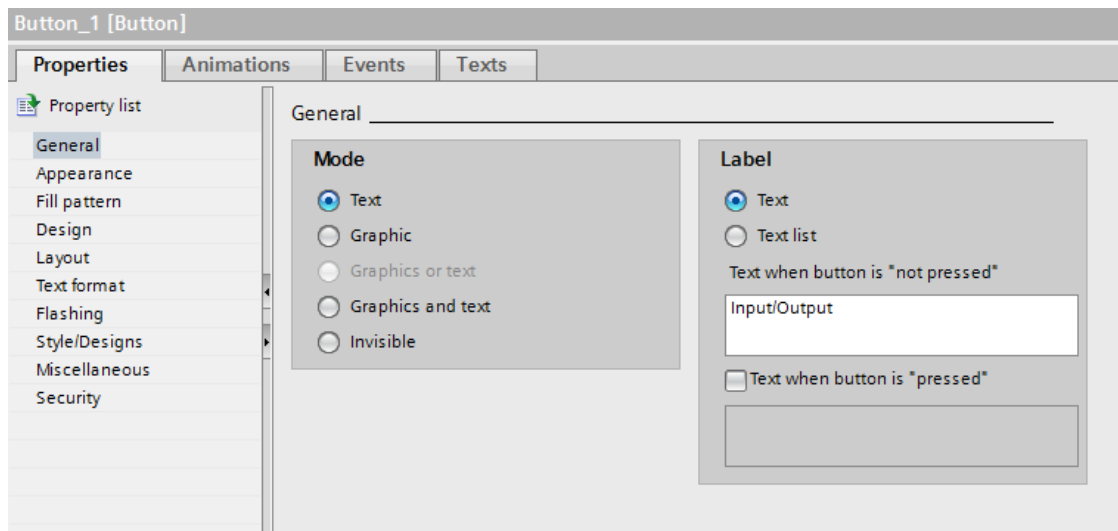 Button_1 [Button]
Properties
Animations
Events
Texts
Property list
General
Appearance
Fill pattern
Design
Layout
Text format
Flashing
Style/Designs
Miscellaneous
Security
General
Mode
Text
Graphic
Graphics or text
Graphics and text
Invisible
Label
Text
Text list
Text when button is "not pressed"
Input/Output
Text when button is "pressed"